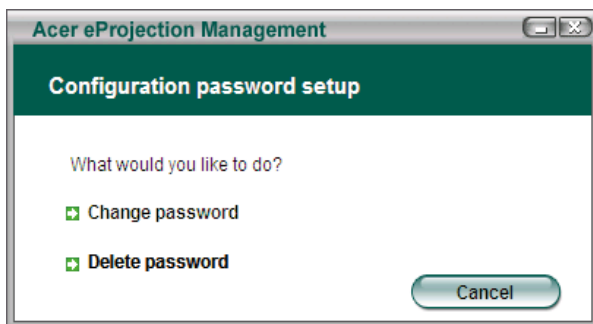 Acer eProjection Management
Configuration password setup
What would you like to do?
Change password
Delete password
Cancel